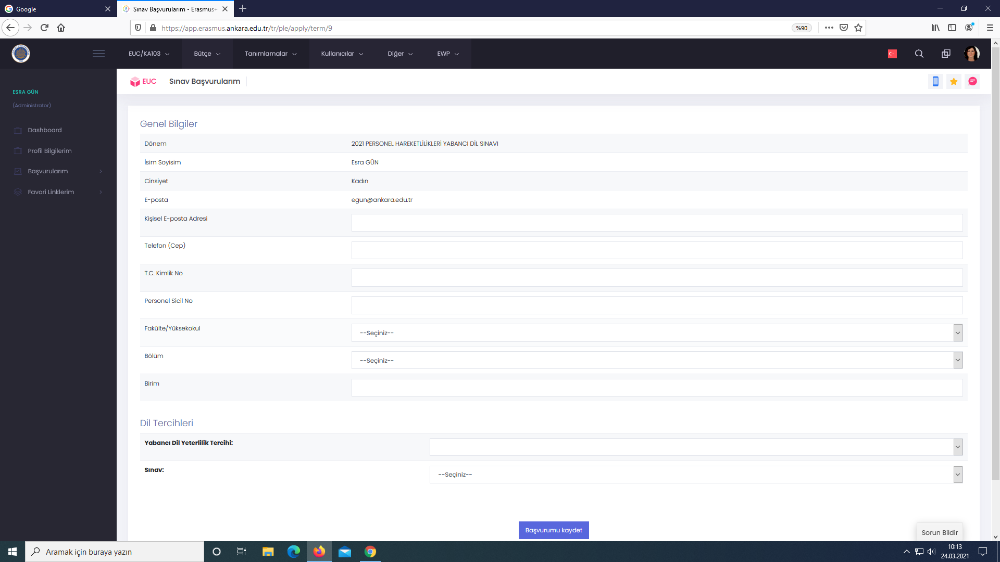 Google
Sınav Başvurularım - Erasmus+
https://app.erasmus.ankara.edu.tr/tr/ple/apply/term/9
%90
EUC/KA103
Bütçe
Tanımlamalar
Kullanıcılar
Diğer
EWP
EUC
Sınav Başvurularım
ESRA GÜN
(Administrator)
Dashboard
Profil Bilgilerim
Başvurularım
Favori Linklerim
Genel Bilgiler
Dönem
2021 PERSONEL HAREKETLİLİKLERİ YABANCI DİL SINAVI
İsim Soyisim
Esra GÜN
Cinsiyet
Kadın
E-posta
egun@ankara.edu.tr
Kişisel E-posta Adresi
Telefon (Cep)
T.C. Kimlik No
Personel Sicil No
Fakülte/Yüksekokul
--Seçiniz--
Bölüm
--Seçiniz--
Birim
Dil Tercihleri
Yabancı Dil Yeterlilik Tercihi:
Sınav:
--Seçiniz--
Başvurumu kaydet
Sorun Bildir
Aramak için buraya yazın
10:13
24.03.2021